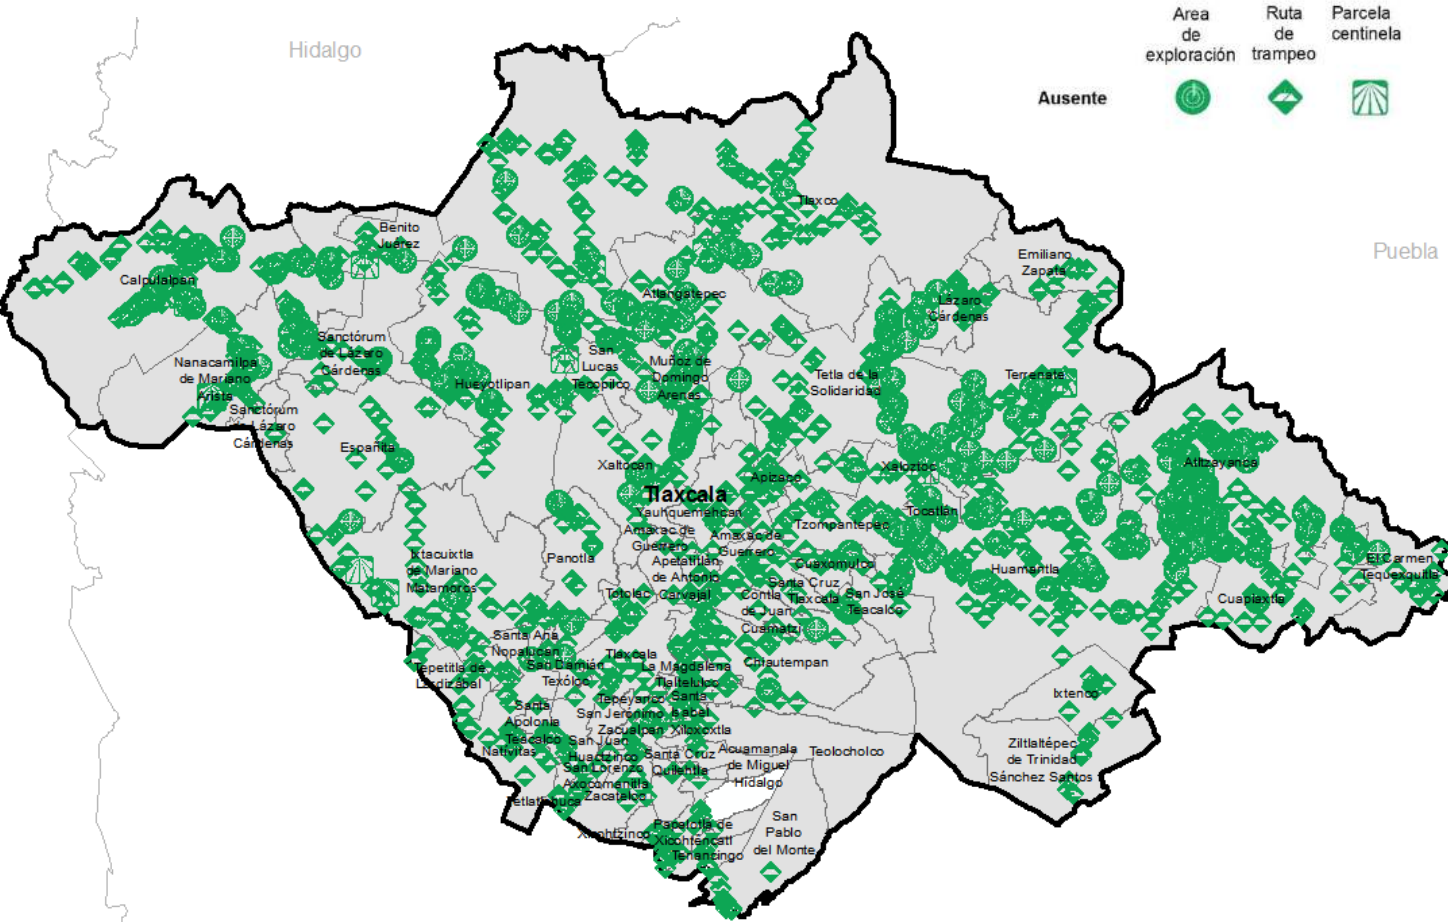 Area
de
exploración
Ruta
de
trampeo
Parcela
centinela
Ausente
Hidalgo
Puebla
Tlaxco
Benito
Juárez
Calpulalpan
Emiliano
Zapata
Atlangatepec
Lázaro
Cárdenas
Sanctórum
de Lázaro
Cárdenas
Nanacamilpa
de Mariano
Arista
San
Lucas
Tecopilco
Muñoz de
Domingo
Arenas
Hueyotlipan
Tetla de la
Solidaridad
Terrenate
Sanctórum
de Lázaro
Cárdenas
Españita
Xaltocan
Apizaco
Xaloztoc
Altzayanca
Tlaxcala
Yauhquemehcan
Amaxac de
Guerrero
Amaxac de
Guerrero
Tzompantepec
Tocatlán
Ixtacuixtla
de Mariano
Matamoros
Panotla
Apetatitlán
de Antonio
Carvajal
Totolac
Cuaxomulco
Santa Cruz
Tlaxcala
Contla
de Juan
Cuamatzi
San José
Teacalco
Huamantla
El Carmen
Tequexquitla
Cuapiaxtla
Santa Ana
Nopalucan
San Damián
Texóloc
Tlaxcala
La Magdalena
Tlaltelulco
Chiautempan
Tepetitla de
Lardizábal
Tepeyanco
Santa
Isabel
Xiloxoxtla
San Jerónimo
Zacualpan
Santa
Apolonia
Teacalco
Ixtenco
Nativitas
San Juan
Huactzinco
Santa Cruz
Quilehtla
Acuamanala
de Miguel
Hidalgo
Teolocholco
Ziltlaltépec
de Trinidad
Sánchez Santos
San Lorenzo
Axocomanitla
Zacatelco
Tetlatlahuca
Xicohtzinco
Papalotla de
Xicohténcatl
Tenancingo
San
Pablo
del Monte